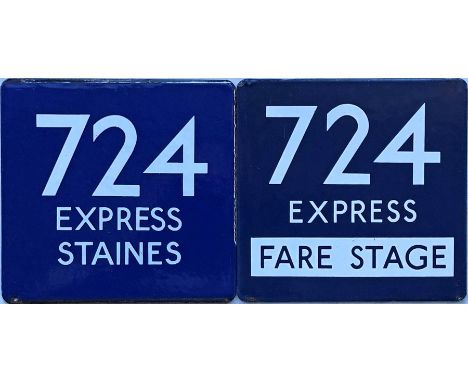 724
EXPRESS
STAINES
724
EXPRESS
FARE STAGE